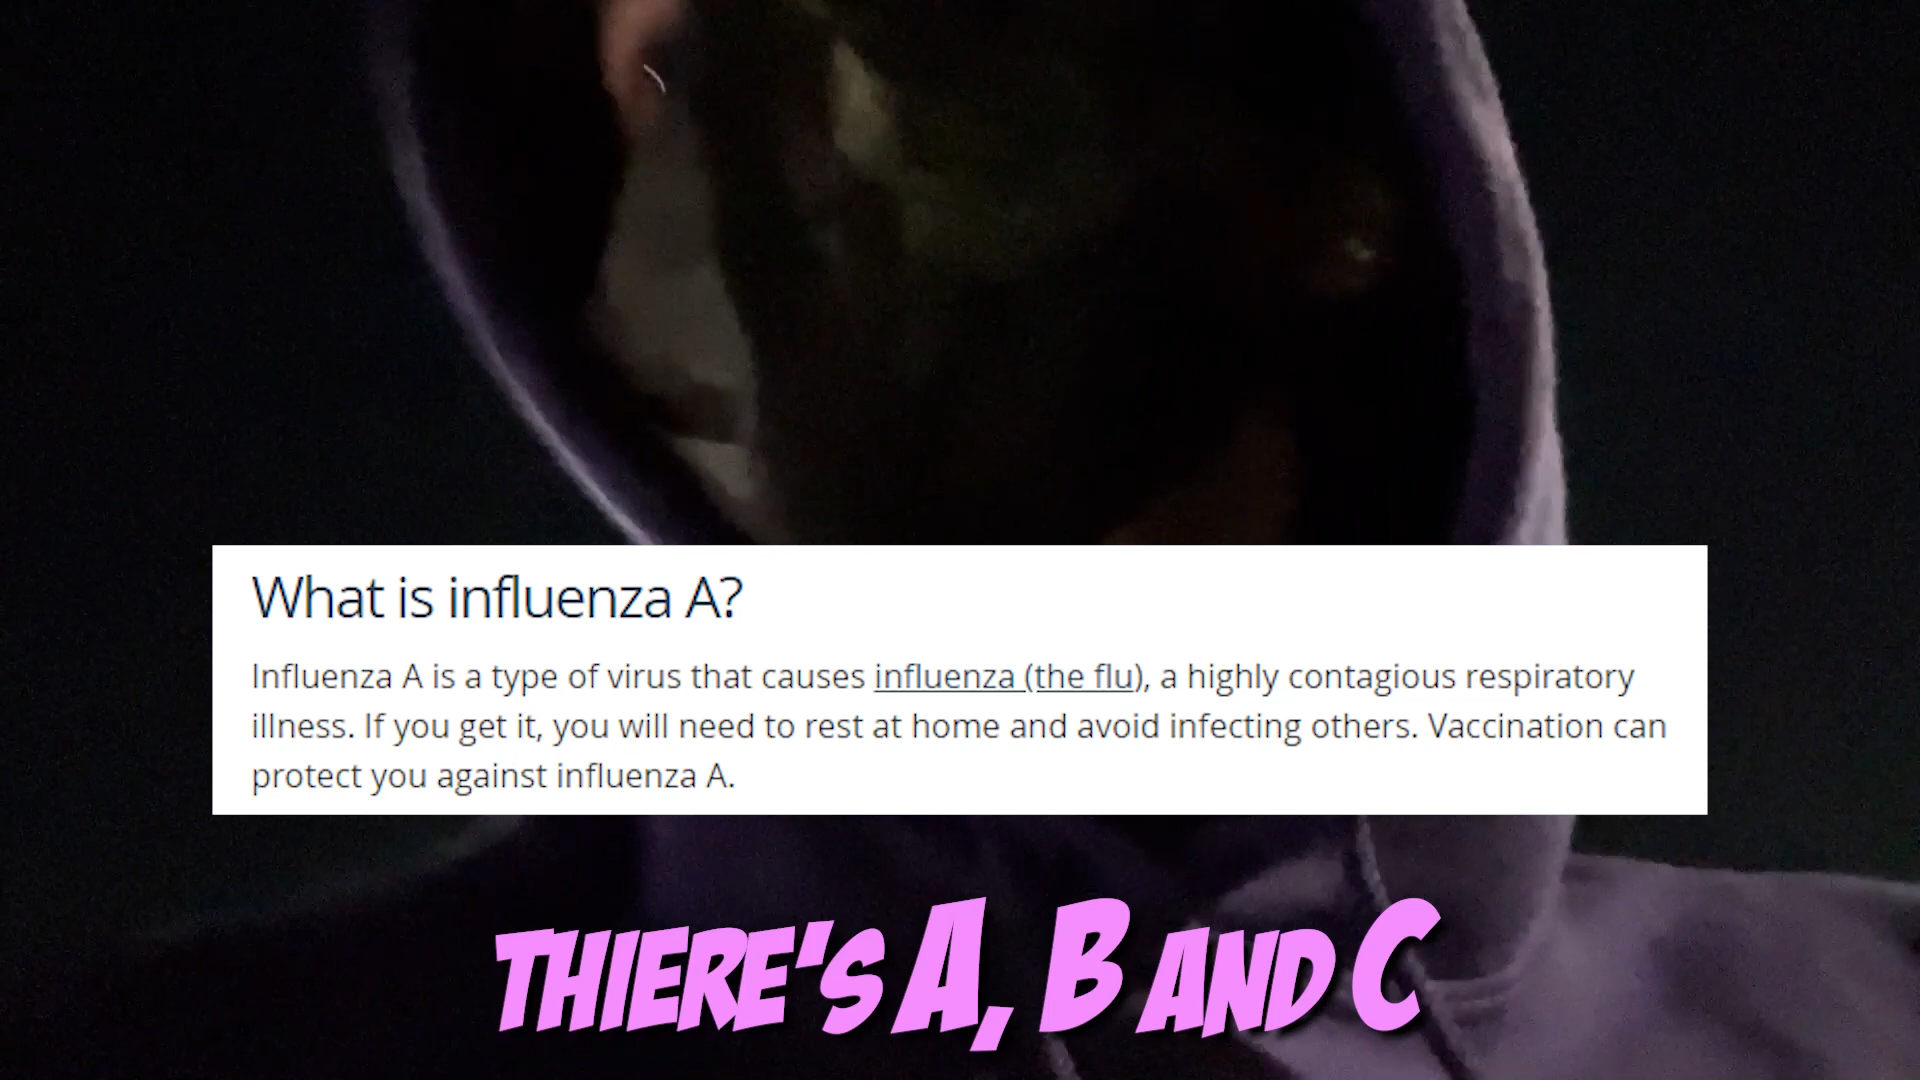 What is influenza A?
Influenza A is a type of virus that causes influenza (the flu), a highly contagious respiratory
illness. If you get it, you will need to rest at home and avoid infecting others. Vaccination can
protect you against influenza A.
THIERE'S A, B AND C